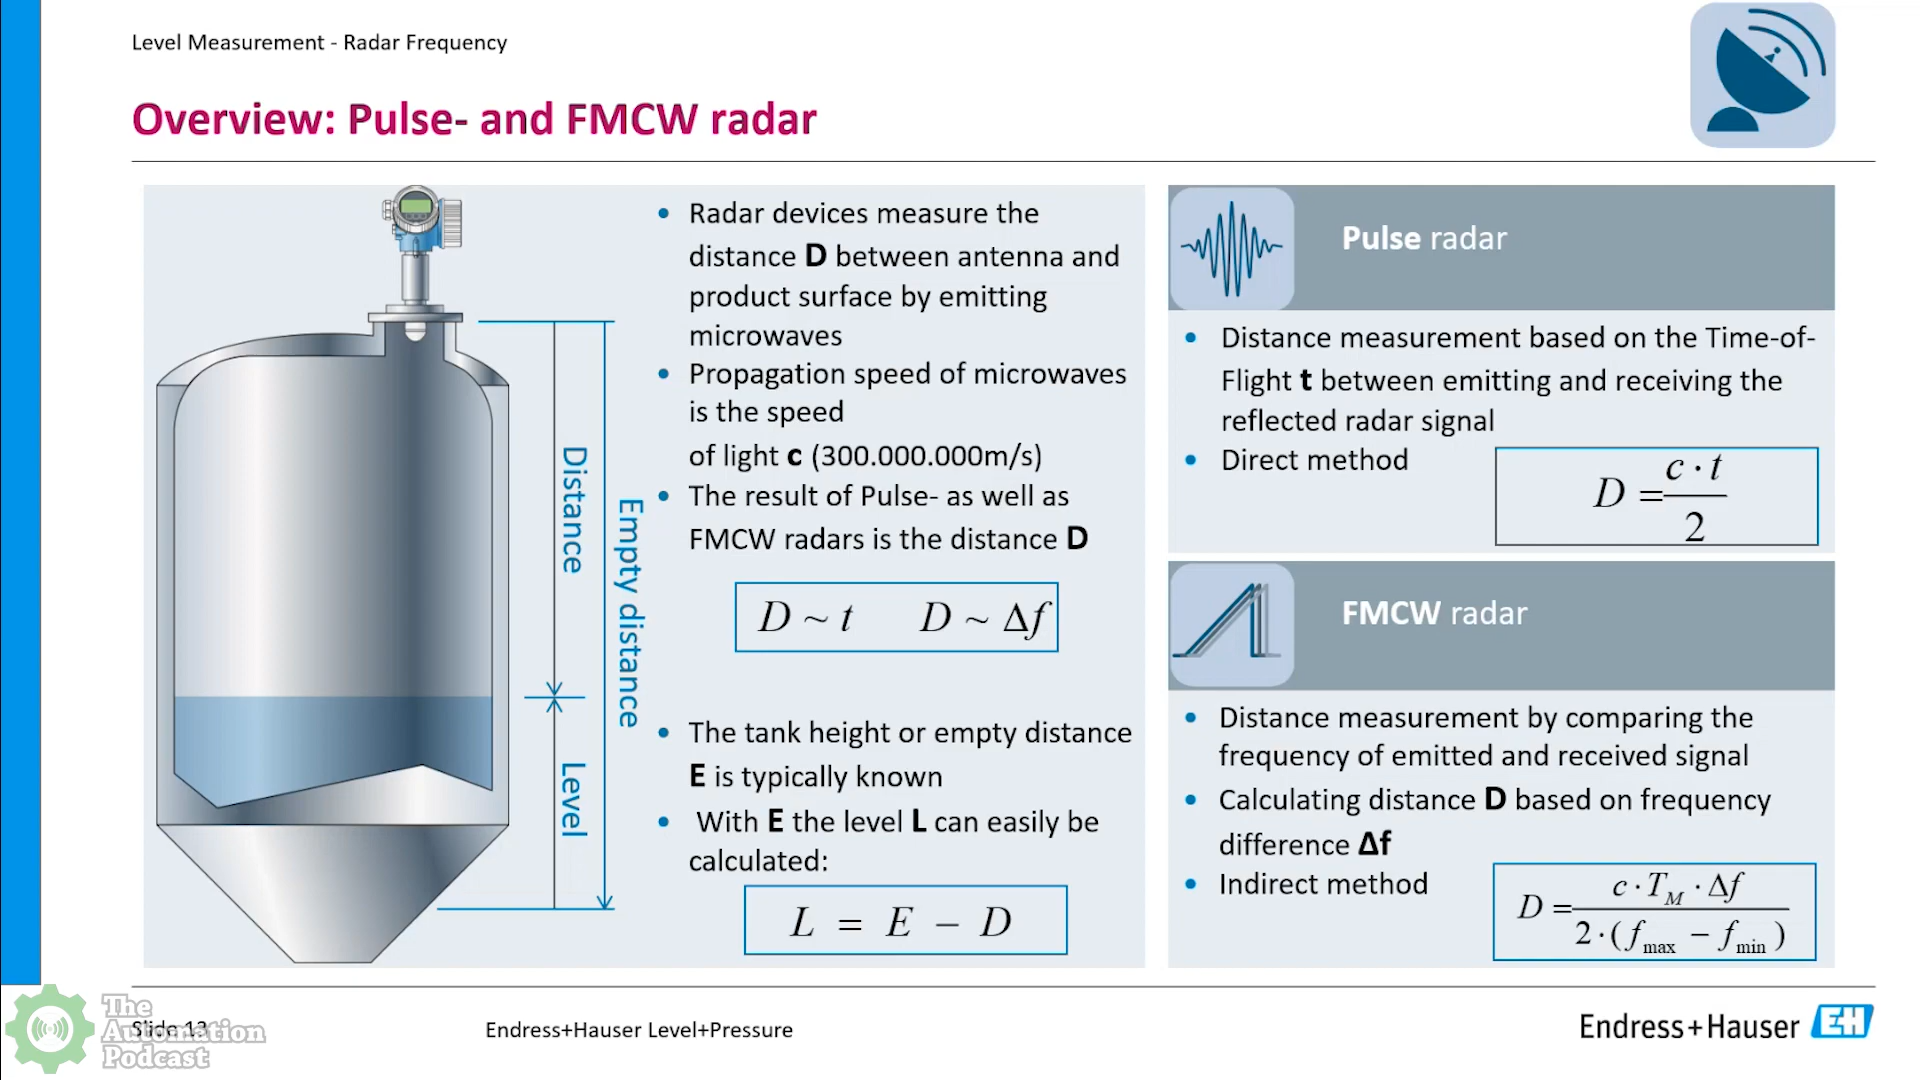 Level Measurement - Radar Frequency
Overview: Pulse- and FMCW radar
Distance
Empty distance
Level
• Radar devices measure the
distance D between antenna and
product surface by emitting
microwaves
• Propagation speed of microwaves
is the speed
of light c (300.000.000m/s)
• The result of Pulse- as well as
FMCW radars is the distance D
D ~ t D ~ Δf
• The tank height or empty distance
E is typically known
• With E the level L can easily be
calculated:
L = E − D
Pulse radar
• Distance measurement based on the Time-of-
Flight t between emitting and receiving the
reflected radar signal
• Direct method
D = c · t / 2
FMCW radar
• Distance measurement by comparing the
frequency of emitted and received signal
• Calculating distance D based on frequency
difference Δf
• Indirect method
D = c · T_M · Δf / 2 · (f_max − f_min)
The
Automation
Podcast
Slide 13
Endress+Hauser Level+Pressure
Endress+Hauser EH